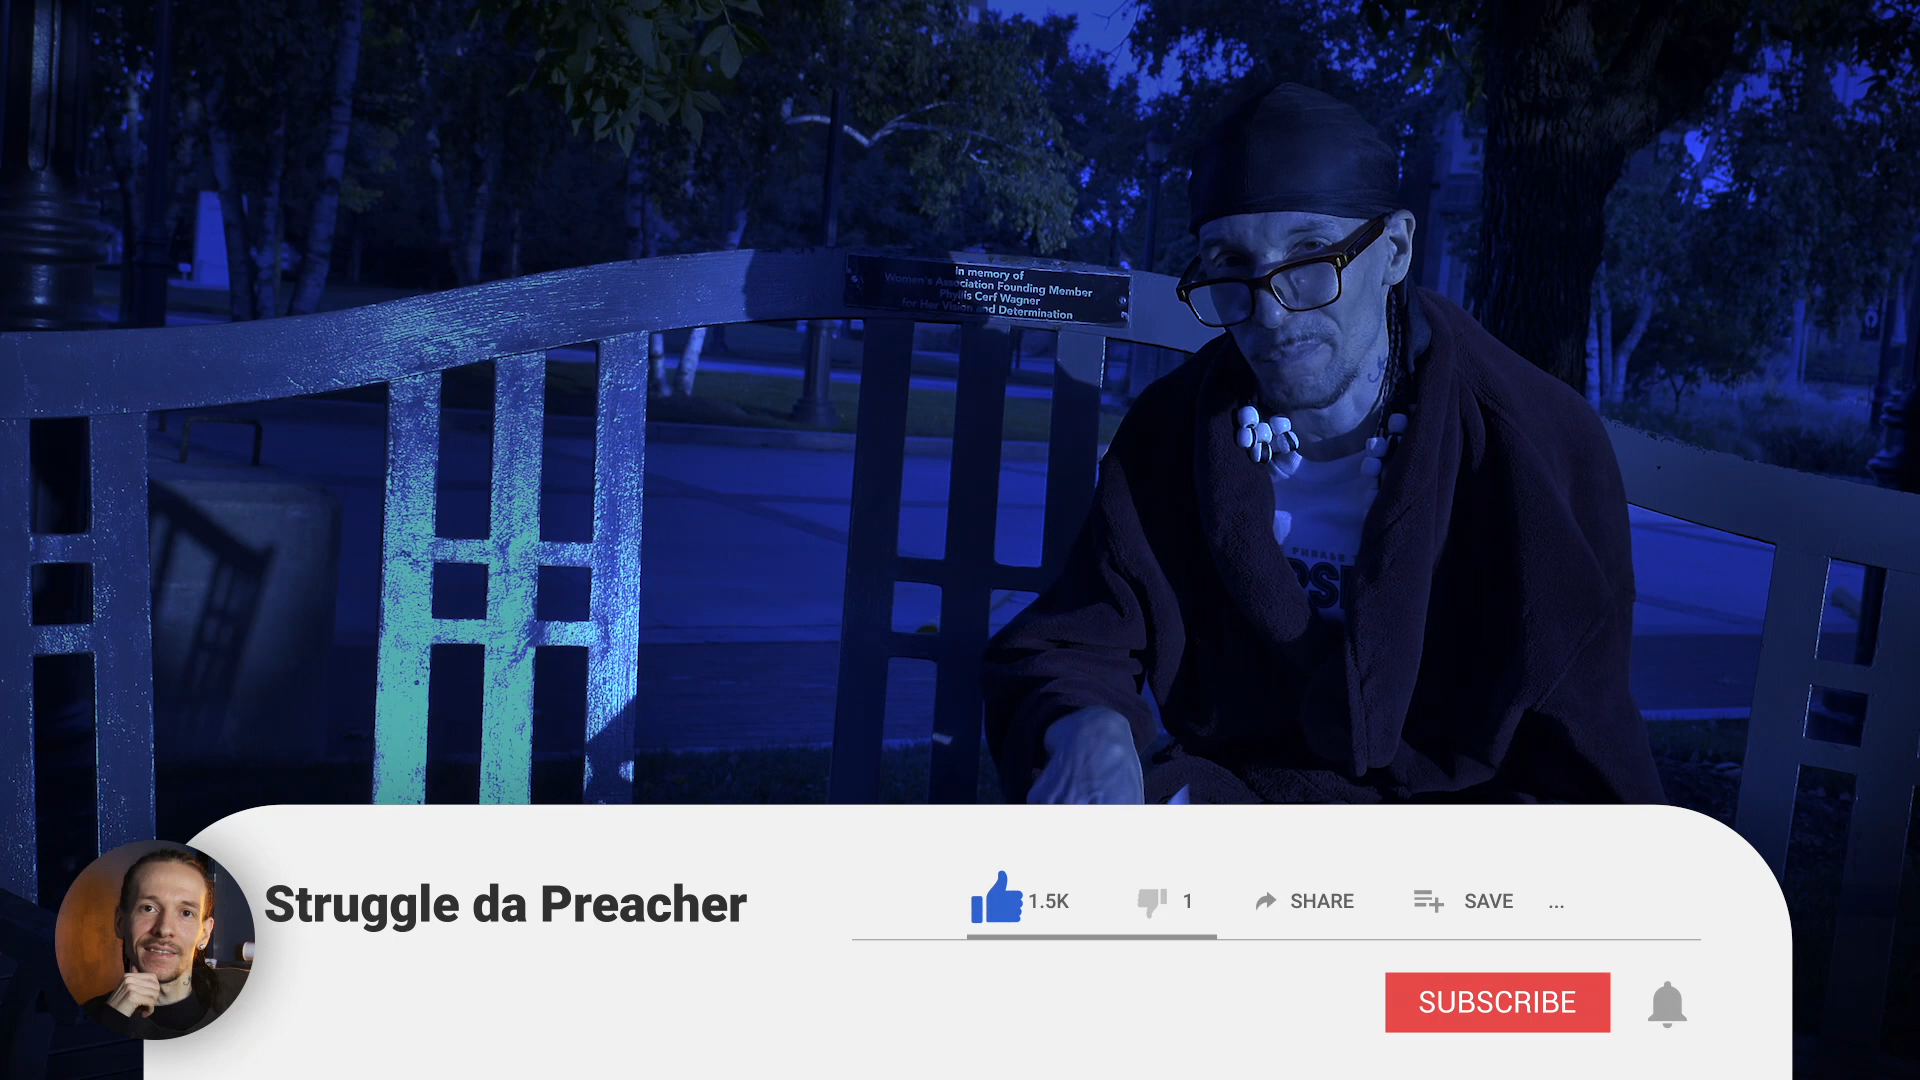 In memory of
Women's Association Founding Member
Phyllis Cerf Wagner
for Her Vision and Determination
PHRASE
Struggle da Preacher
1.5K
1
SHARE
SAVE
...
SUBSCRIBE